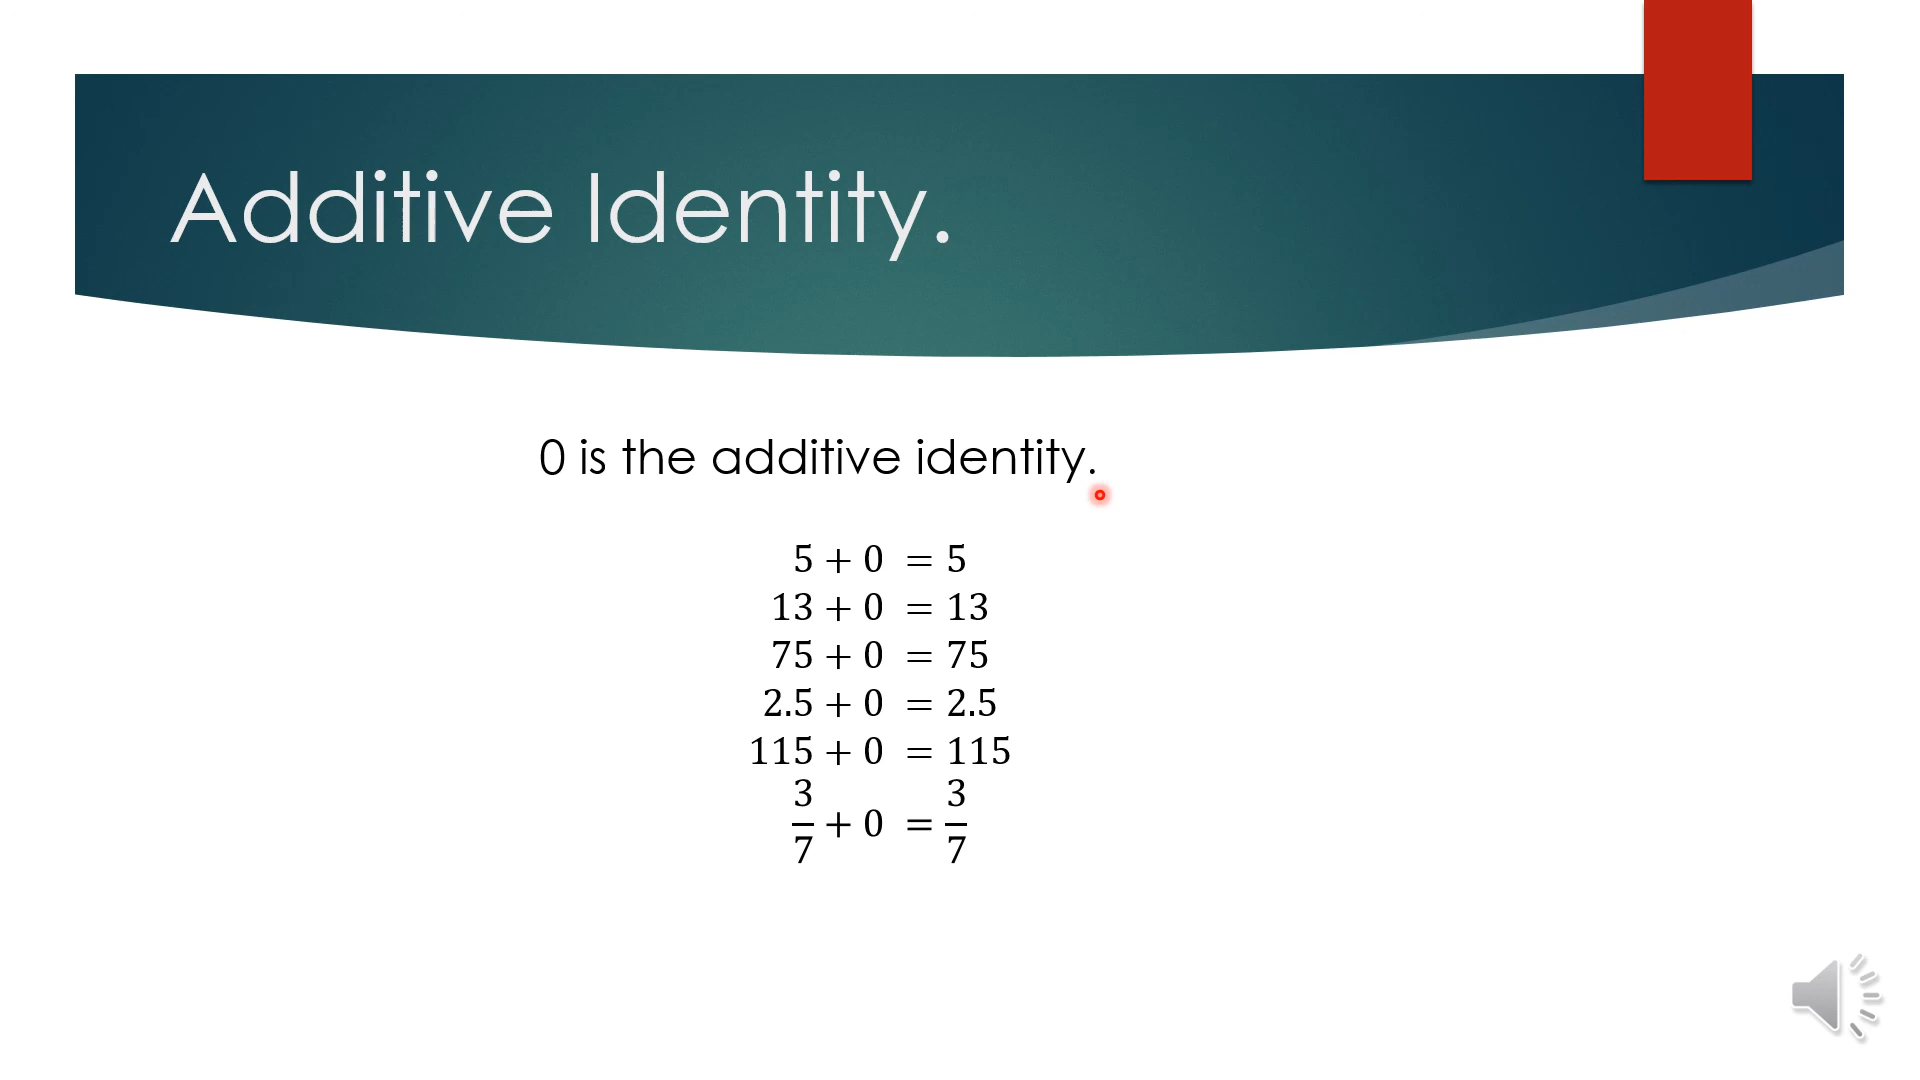 Additive Identity.
0 is the additive identity.
5 + 0 = 5
13 + 0 = 13
75 + 0 = 75
2.5 + 0 = 2.5
115 + 0 = 115
3/7 + 0 = 3/7